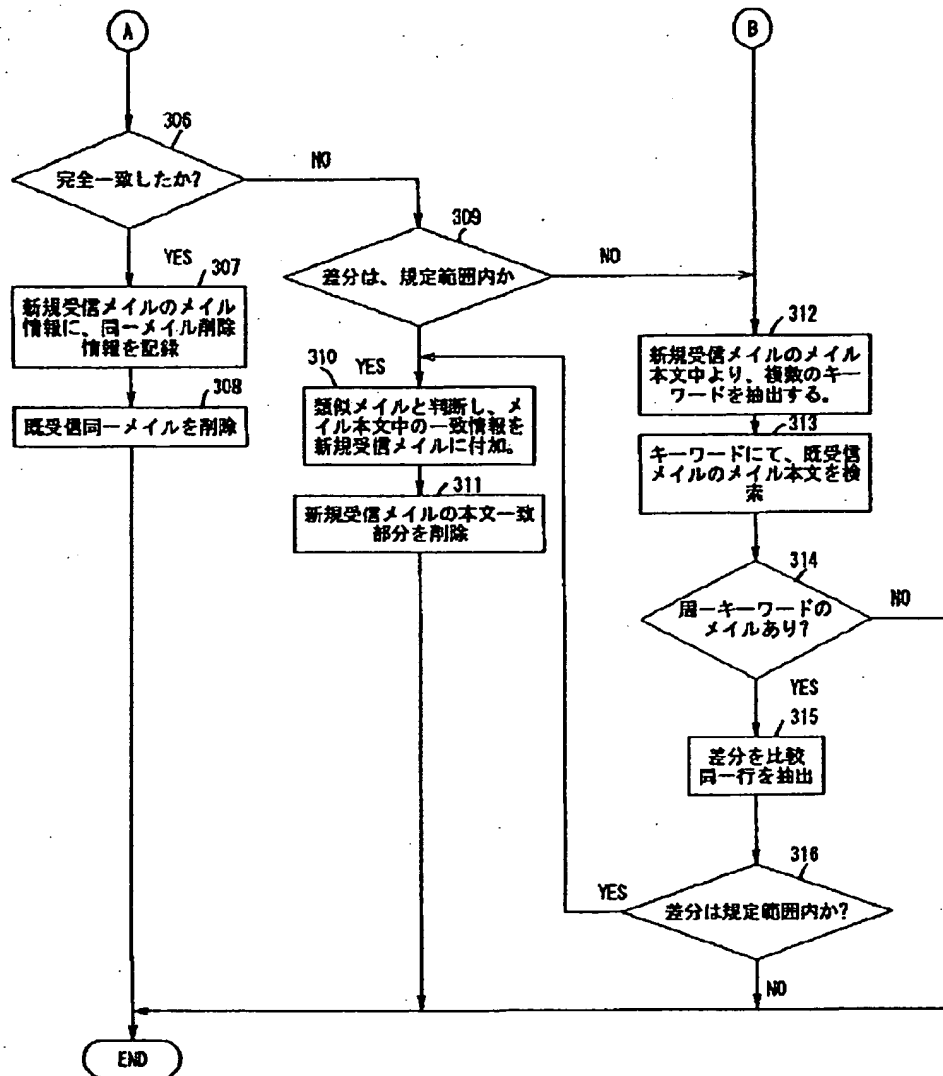 A
B
306
完全一致したか?
NO
309
YES
307
差分は、規定範囲内か
NO
新規受信メイルのメイル
情報に、同一メイル削除
情報を記録
312
新規受信メイルのメイル
本文中より、複数のキー
ワードを抽出する。
310
YES
308
既受信同一メイルを削除
類似メイルと判断し、メイ
ル本文中の一致情報を
新規受信メイルに付加。
313
キーワードにて、既受信
メイルのメイル本文を検
索
311
新規受信メイルの本文一致
部分を削除
314
周一キーワードの
メイルあり?
NO
YES
315
差分を比較
同一行を抽出
316
YES
差分は規定範囲内か?
NO
END